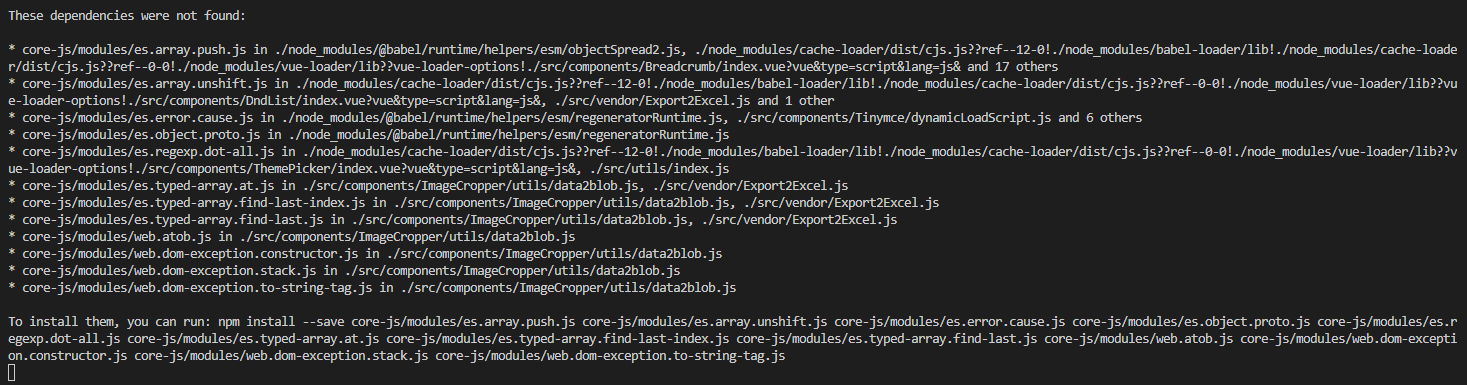 These dependencies were not found:
* core-js/modules/es.array.push.js in ./node_modules/@babel/runtime/helpers/esm/objectSpread2.js, ./node_modules/cache-loader/dist/cjs.js??ref--12-0!./node_modules/babel-loader/lib!./node_modules/cache-loade
r/dist/cjs.js??ref--0-0!./node_modules/vue-loader/lib??vue-loader-options!./src/components/Breadcrumb/index.vue?vue&type=script&lang=js& and 17 others
* core-js/modules/es.array.unshift.js in ./node_modules/cache-loader/dist/cjs.js??ref--12-0!./node_modules/babel-loader/lib!./node_modules/cache-loader/dist/cjs.js??ref--0-0!./node_modules/vue-loader/lib??vu
e-loader-options!./src/components/DndList/index.vue?vue&type=script&lang=js&, ./src/vendor/Export2Excel.js and 1 other
* core-js/modules/es.error.cause.js in ./node_modules/@babel/runtime/helpers/esm/regeneratorRuntime.js, ./src/components/Tinymce/dynamicLoadScript.js and 6 others
* core-js/modules/es.object.proto.js in ./node_modules/@babel/runtime/helpers/esm/regeneratorRuntime.js
* core-js/modules/es.regexp.dot-all.js in ./node_modules/cache-loader/dist/cjs.js??ref--12-0!./node_modules/babel-loader/lib!./node_modules/cache-loader/dist/cjs.js??ref--0-0!./node_modules/vue-loader/lib??v
ue-loader-options!./src/components/ThemePicker/index.vue?vue&type=script&lang=js&, ./src/utils/index.js
* core-js/modules/es.typed-array.at.js in ./src/components/ImageCropper/utils/data2blob.js, ./src/vendor/Export2Excel.js
* core-js/modules/es.typed-array.find-last-index.js in ./src/components/ImageCropper/utils/data2blob.js, ./src/vendor/Export2Excel.js
* core-js/modules/es.typed-array.find-last.js in ./src/components/ImageCropper/utils/data2blob.js, ./src/vendor/Export2Excel.js
* core-js/modules/web.atob.js in ./src/components/ImageCropper/utils/data2blob.js
* core-js/modules/web.dom-exception.constructor.js in ./src/components/ImageCropper/utils/data2blob.js
* core-js/modules/web.dom-exception.stack.js in ./src/components/ImageCropper/utils/data2blob.js
* core-js/modules/web.dom-exception.to-string-tag.js in ./src/components/ImageCropper/utils/data2blob.js
To install them, you can run: npm install --save core-js/modules/es.array.push.js core-js/modules/es.array.unshift.js core-js/modules/es.error.cause.js core-js/modules/es.object.proto.js core-js/modules/es.r
egexp.dot-all.js core-js/modules/es.typed-array.at.js core-js/modules/es.typed-array.find-last-index.js core-js/modules/es.typed-array.find-last.js core-js/modules/web.atob.js core-js/modules/web.dom-excepti
on.constructor.js core-js/modules/web.dom-exception.stack.js core-js/modules/web.dom-exception.to-string-tag.js